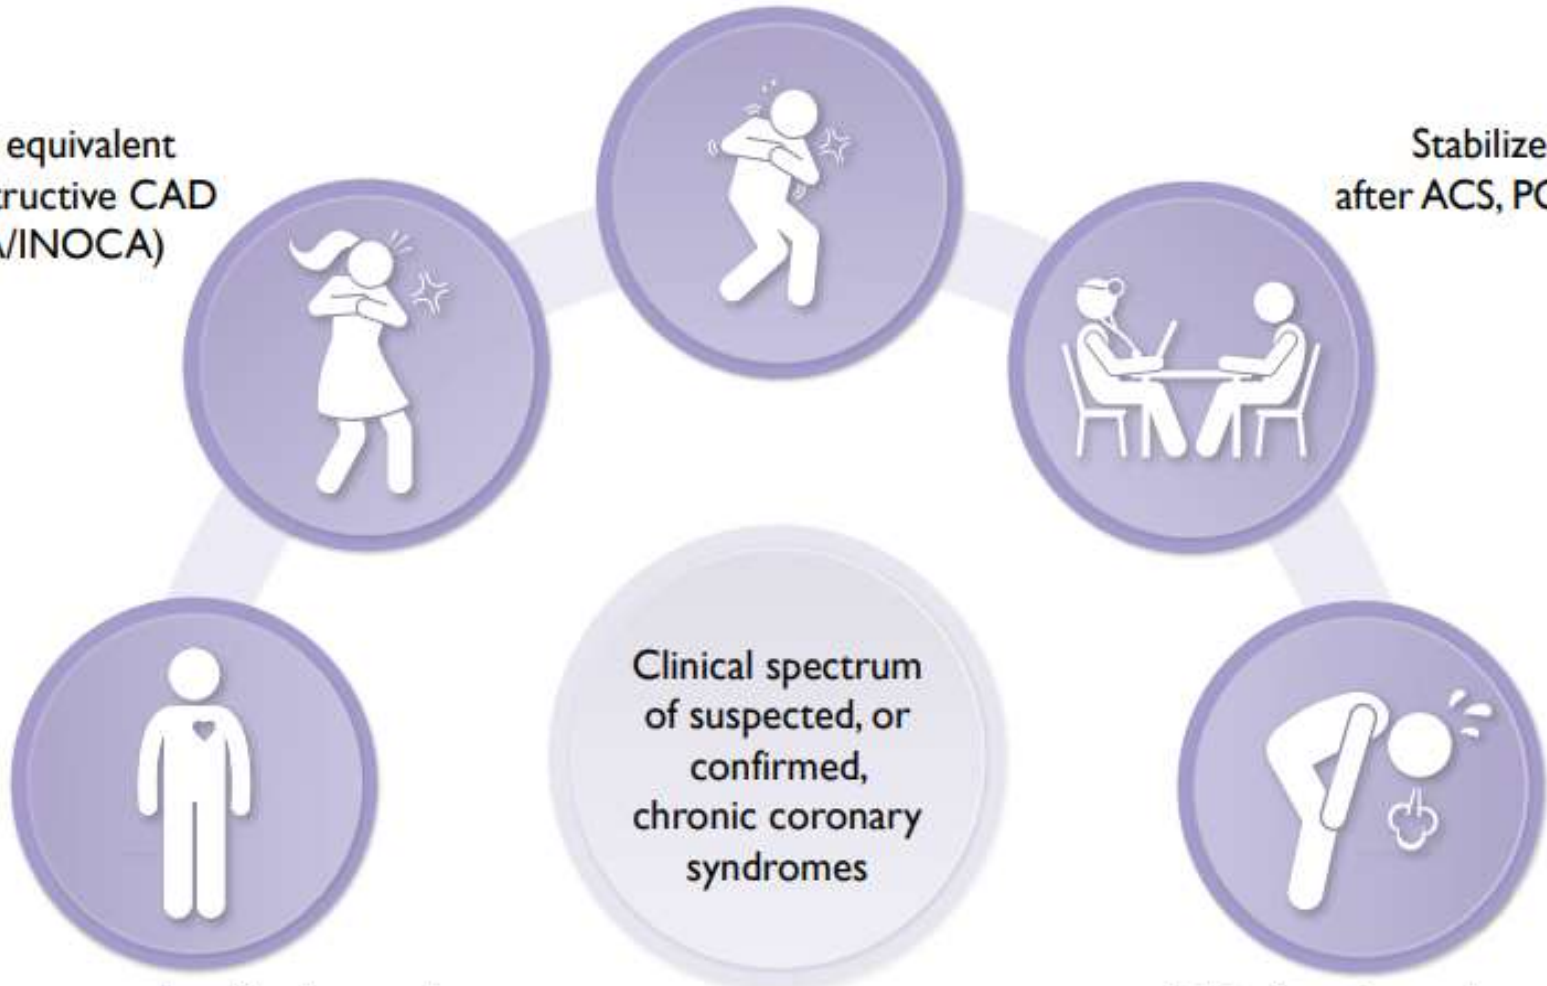 equivalent
tructive CAD
/INOCA)
Stabilize
after ACS, PC
Clinical spectrum
of suspected, or
confirmed,
chronic coronary
syndromes